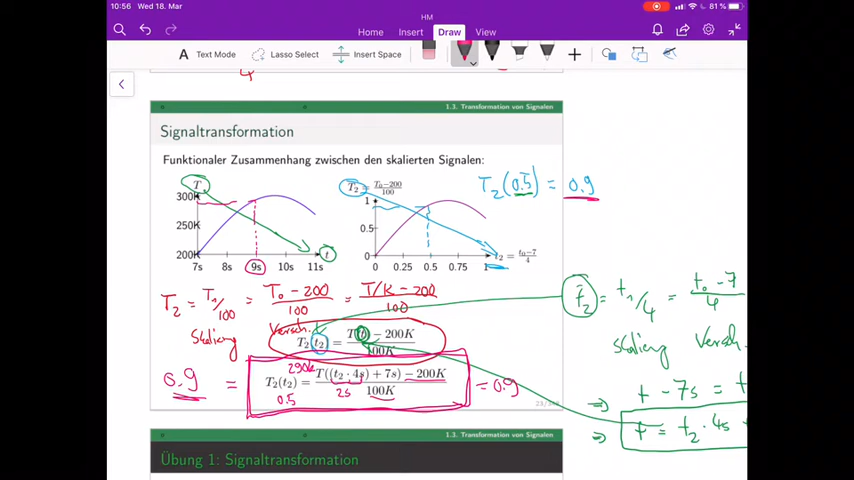 10:56 Wed 18. Mar
HM
81 %
Home Insert Draw View
Text Mode Lasso Select Insert Space
4
1.3. Transformation von Signalen
Signaltransformation
Funktionaler Zusammenhang zwischen den skalierten Signalen:
T
300K
250K
200K
7s 8s 9s 10s 11s t
T₂ = T₀−200 / 100
1
0.5
0
0 0.25 0.5 0.75 1 t₂ = t₀−7 / 4
T₂(0.5) = 0.9
T₂ = T₁/100 = T₀ − 200 / 100 = T/K − 200 / 100
Skalierung Versch.
t₂ = t₁/4 = t₀ − 7 / 4
Skalierung Versch.
T₂(t₂) = T(t) − 200K / 100K
290K
0.9 = T₂(t₂) = T((t₂ · 4s) + 7s) − 200K / 100K = 0.9
0.5 2s
⇒ t − 7s = t
⇒ t = t₂ · 4s +
1.3. Transformation von Signalen
Übung 1: Signaltransformation